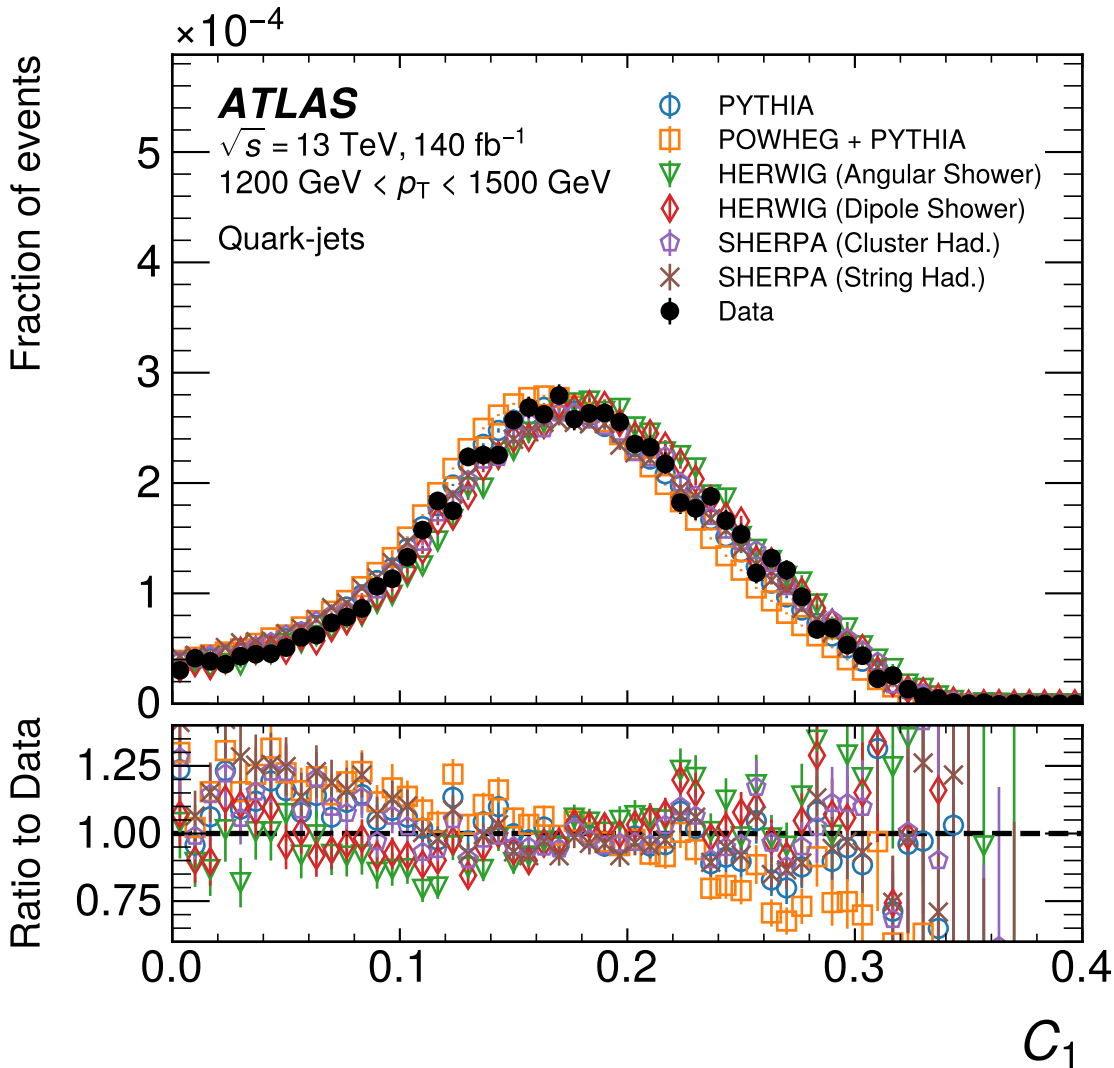 ×10⁻⁴
Fraction of events
ATLAS
√s = 13 TeV, 140 fb⁻¹
1200 GeV < p_T < 1500 GeV
Quark-jets
PYTHIA
POWHEG + PYTHIA
HERWIG (Angular Shower)
HERWIG (Dipole Shower)
SHERPA (Cluster Had.)
SHERPA (String Had.)
Data
5
4
3
2
1
0
Ratio to Data
1.25
1.00
0.75
0.0 0.1 0.2 0.3 0.4
C₁